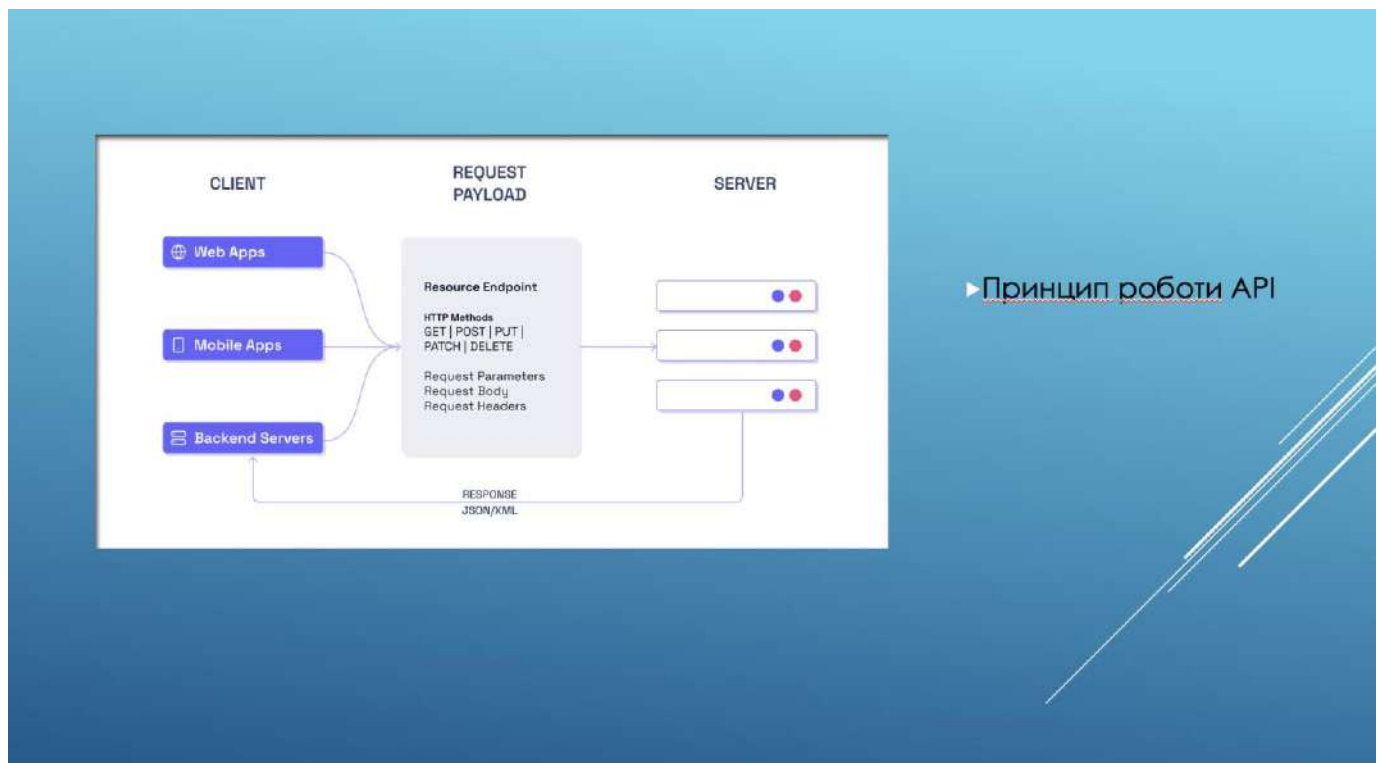 CLIENT
REQUEST
PAYLOAD
SERVER
Web Apps
Mobile Apps
Backend Servers
Resource Endpoint
HTTP Methods
GET | POST | PUT |
PATCH | DELETE
Request Parameters
Request Body
Request Headers
RESPONSE
JSON/XML
Принцип роботи API